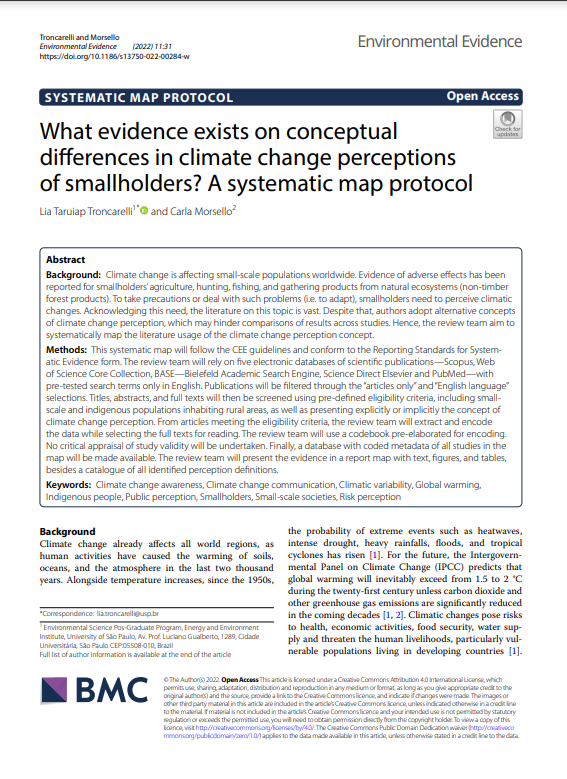 Troncarelli and Morsello
Environmental Evidence (2022) 11:31
https://doi.org/10.1186/s13750-022-00284-w
Environmental Evidence
SYSTEMATIC MAP PROTOCOL
Open Access
Check for
updates
What evidence exists on conceptual
differences in climate change perceptions
of smallholders? A systematic map protocol
Lia Taruiap Troncarelli1* and Carla Morsello2
Abstract
Background: Climate change is affecting small-scale populations worldwide. Evidence of adverse effects has been
reported for smallholders' agriculture, hunting, fishing, and gathering products from natural ecosystems (non-timber
forest products). To take precautions or deal with such problems (i.e. to adapt), smallholders need to perceive climatic
changes. Acknowledging this need, the literature on this topic is vast. Despite that, authors adopt alternative concepts
of climate change perception, which may hinder comparisons of results across studies. Hence, the review team aim to
systematically map the literature usage of the climate change perception concept.
Methods: This systematic map will follow the CEE guidelines and conform to the Reporting Standards for System-
atic Evidence form. The review team will rely on five electronic databases of scientific publications—Scopus, Web
of Science Core Collection, BASE—Bielefeld Academic Search Engine, Science Direct Elsevier and PubMed—with
pre-tested search terms only in English. Publications will be filtered through the "articles only" and "English language"
selections. Titles, abstracts, and full texts will then be screened using pre-defined eligibility criteria, including small-
scale and indigenous populations inhabiting rural areas, as well as presenting explicitly or implicitly the concept of
climate change perception. From articles meeting the eligibility criteria, the review team will extract and encode
the data while selecting the full texts for reading. The review team will use a codebook pre-elaborated for encoding.
No critical appraisal of study validity will be undertaken. Finally, a database with coded metadata of all studies in the
map will be made available. The review team will present the evidence in a report map with text, figures, and tables,
besides a catalogue of all identified perception definitions.
Keywords: Climate change awareness, Climate change communication, Climatic variability, Global warming,
Indigenous people, Public perception, Smallholders, Small-scale societies, Risk perception
Background
Climate change already affects all world regions, as
human activities have caused the warming of soils,
oceans, and the atmosphere in the last two thousand
years. Alongside temperature increases, since the 1950s,
*Correspondence: lia.troncarelli@usp.br
1 Environmental Science Pos-Graduate Program, Energy and Environment
Institute, University of São Paulo, Av. Prof. Luciano Gualberto, 1289, Cidade
Universitária, São Paulo CEP:05508-010, Brazil
Full list of author information is available at the end of the article
the probability of extreme events such as heatwaves,
intense drought, heavy rainfalls, floods, and tropical
cyclones has risen [1]. For the future, the Intergovern-
mental Panel on Climate Change (IPCC) predicts that
global warming will inevitably exceed from 1.5 to 2 °C
during the twenty-first century unless carbon dioxide and
other greenhouse gas emissions are significantly reduced
in the coming decades [1, 2]. Climatic changes pose risks
to health, economic activities, food security, water sup-
ply and threaten the human livelihoods, particularly vul-
nerable populations living in developing countries [1].
BMC
© The Author(s) 2022. Open Access This article is licensed under a Creative Commons Attribution 4.0 International License, which
permits use, sharing, adaptation, distribution and reproduction in any medium or format, as long as you give appropriate credit to the
original author(s) and the source, provide a link to the Creative Commons licence, and indicate if changes were made. The images or
other third party material in this article are included in the article's Creative Commons licence, unless indicated otherwise in a credit line
to the material. If material is not included in the article's Creative Commons licence and your intended use is not permitted by statutory
regulation or exceeds the permitted use, you will need to obtain permission directly from the copyright holder. To view a copy of this
licence, visit http://creativecommons.org/licenses/by/4.0/. The Creative Commons Public Domain Dedication waiver (http://creativeco
mmons.org/publicdomain/zero/1.0/) applies to the data made available in this article, unless otherwise stated in a credit line to the data.